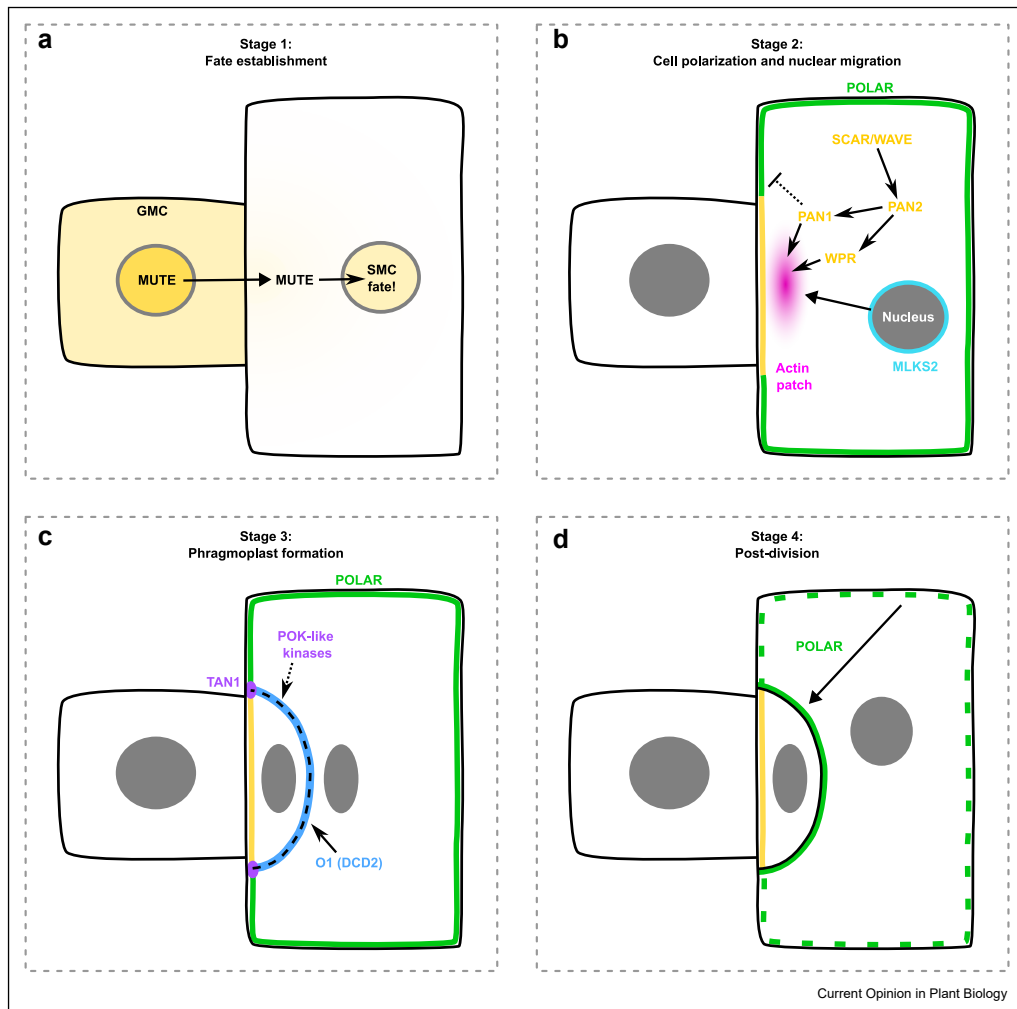 a
Stage 1:
Fate establishment
GMC
MUTE
MUTE
SMC
fate!
b
Stage 2:
Cell polarization and nuclear migration
POLAR
SCAR/WAVE
PAN2
PAN1
WPR
Nucleus
MLKS2
Actin
patch
c
Stage 3:
Phragmoplast formation
POLAR
POK-like
kinases
TAN1
O1 (DCD2)
d
Stage 4:
Post-division
POLAR
Current Opinion in Plant Biology